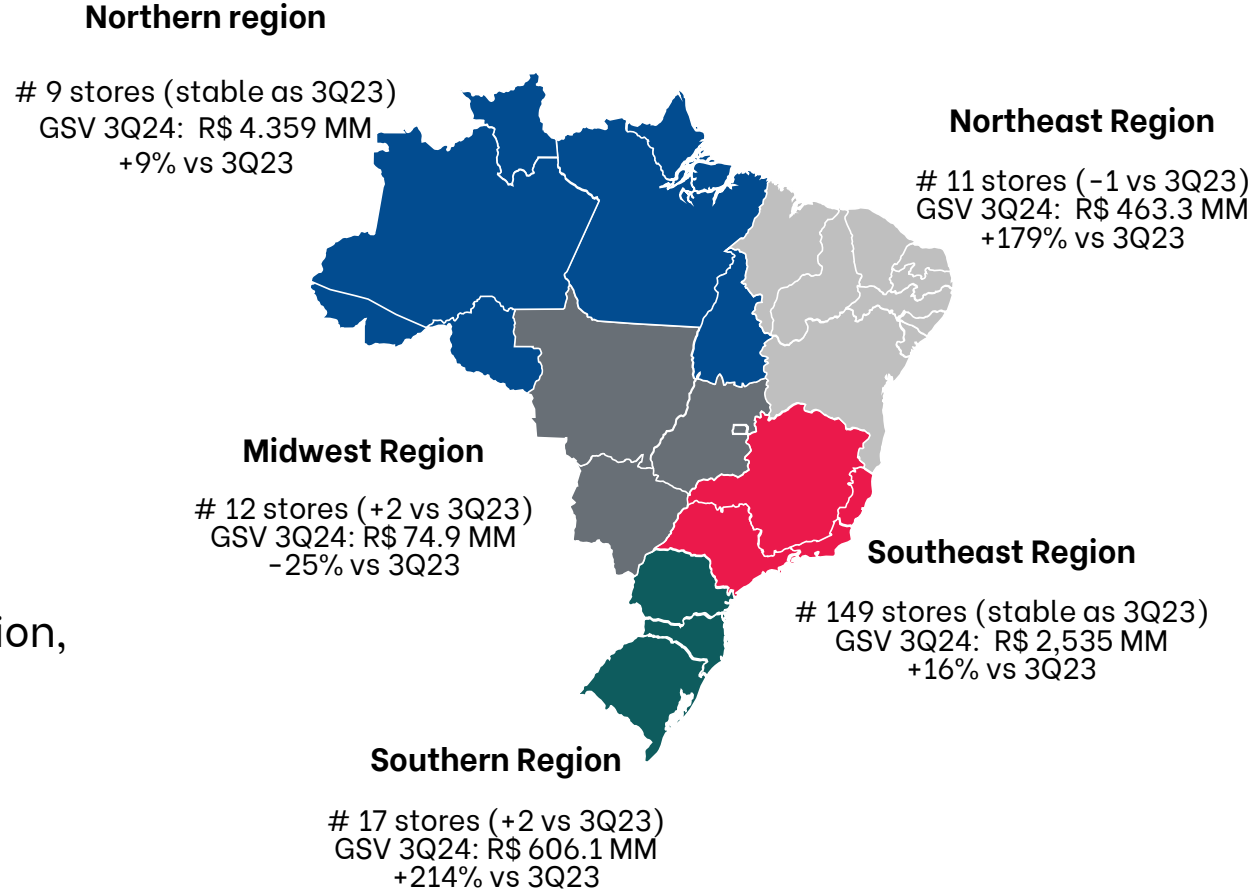 Northern region
# 9 stores (stable as 3Q23)
GSV 3Q24: R$ 4.359 MM
+9% vs 3Q23
Northeast Region
# 11 stores (-1 vs 3Q23)
GSV 3Q24: R$ 463.3 MM
+179% vs 3Q23
Midwest Region
# 12 stores (+2 vs 3Q23)
GSV 3Q24: R$ 74.9 MM
-25% vs 3Q23
Southeast Region
# 149 stores (stable as 3Q23)
GSV 3Q24: R$ 2,535 MM
+16% vs 3Q23
ion,
Southern Region
# 17 stores (+2 vs 3Q23)
GSV 3Q24: R$ 606.1 MM
+214% vs 3Q23